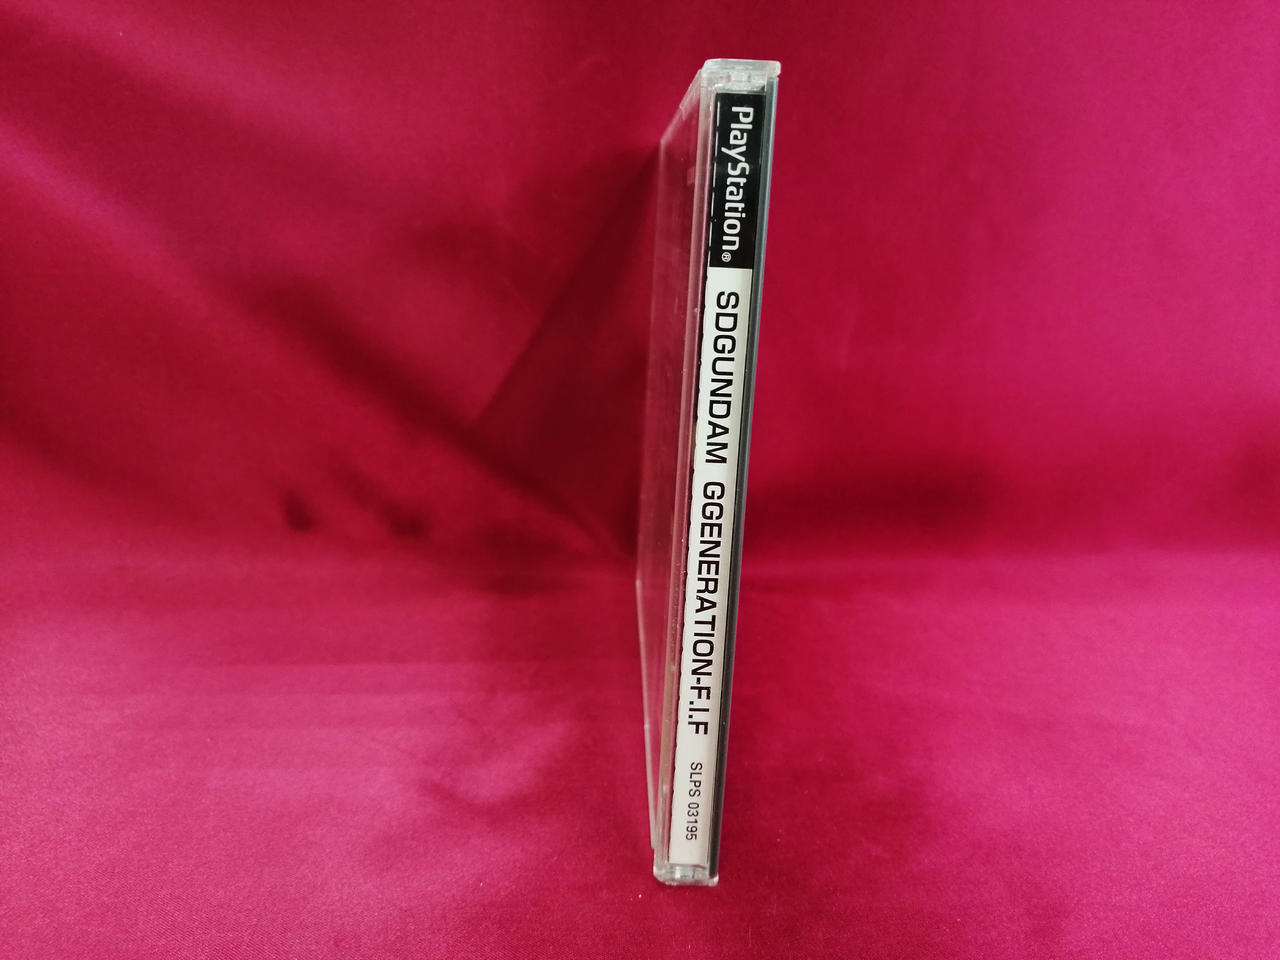 PlayStation®
SDGUNDAM GGENERATION-F.I.F
SLPS 03195